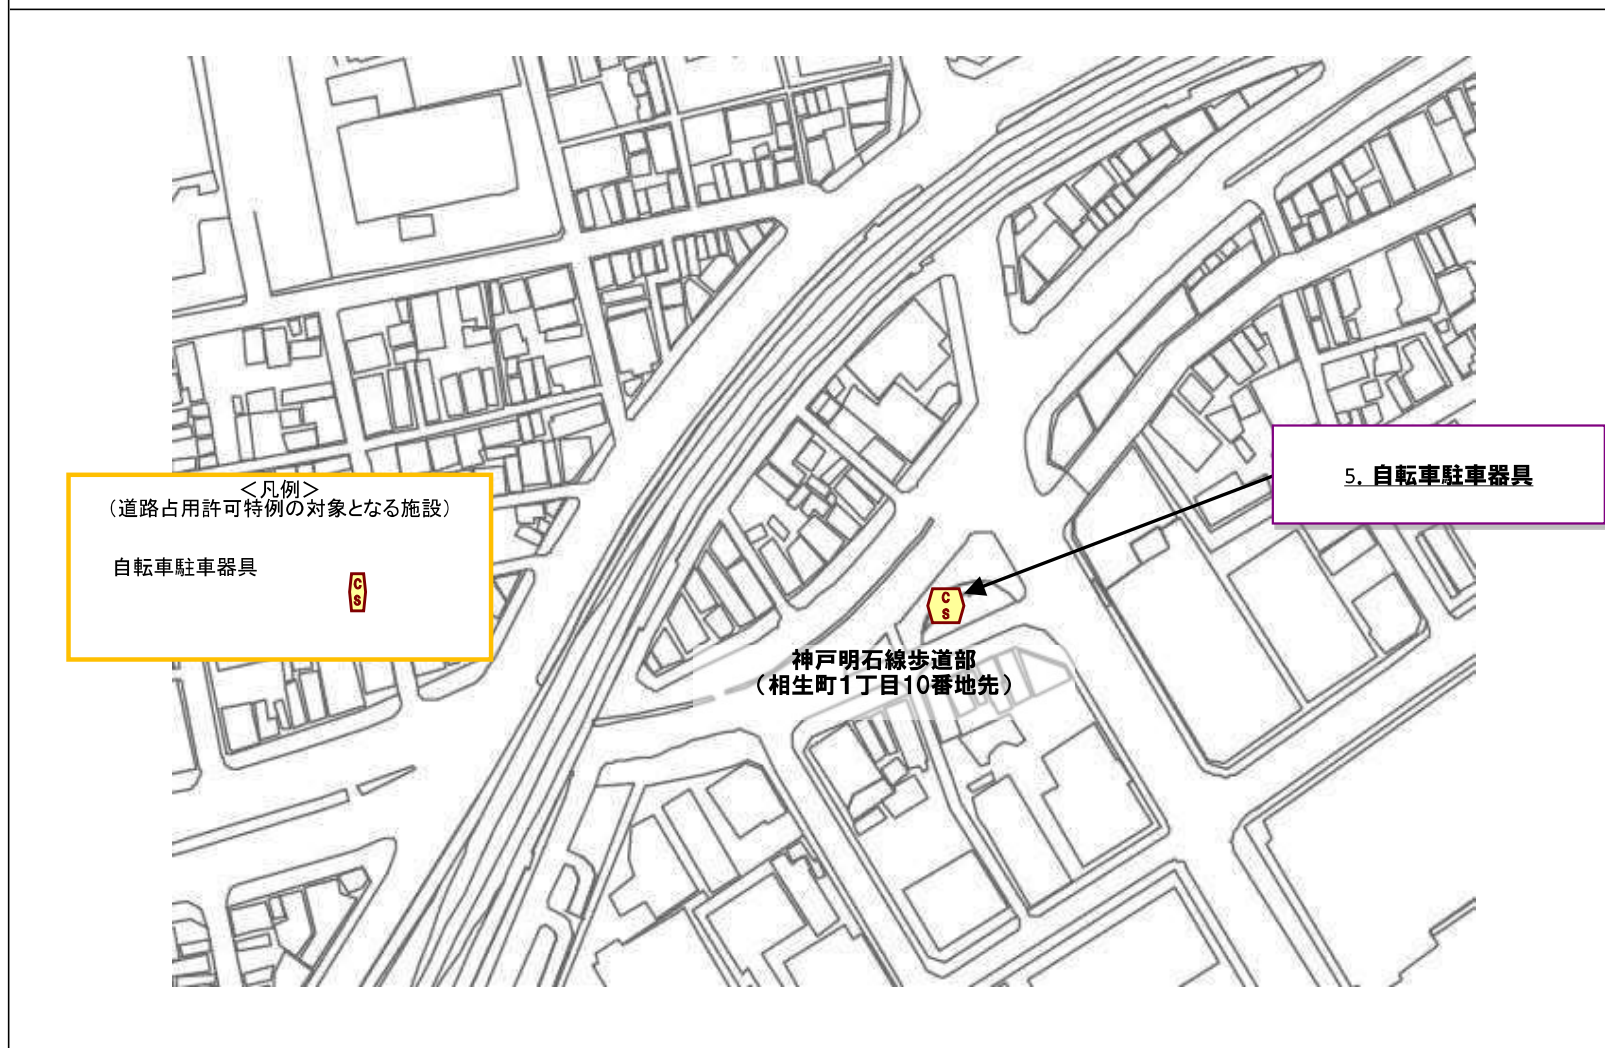 <凡例>
（道路占用許可特例の対象となる施設）
自転車駐車器具
C
S
5. 自転車駐車器具
C
S
神戸明石線歩道部
（相生町1丁目10番地先）